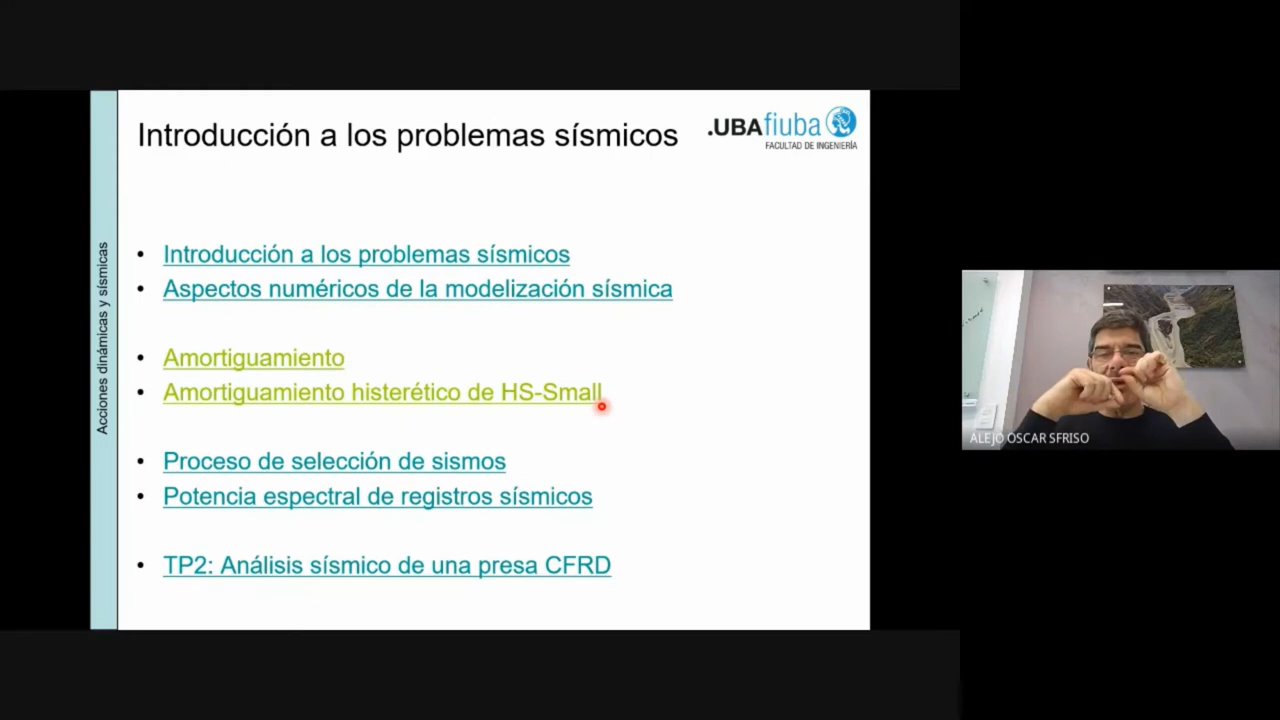 Introducción a los problemas sísmicos
.UBAfiuba
FACULTAD DE INGENIERÍA
Acciones dinámicas y sísmicas
• Introducción a los problemas sísmicos
• Aspectos numéricos de la modelización sísmica
• Amortiguamiento
• Amortiguamiento histerético de HS-Small
• Proceso de selección de sismos
• Potencia espectral de registros sísmicos
• TP2: Análisis sísmico de una presa CFRD
ALEJO OSCAR SFRISO